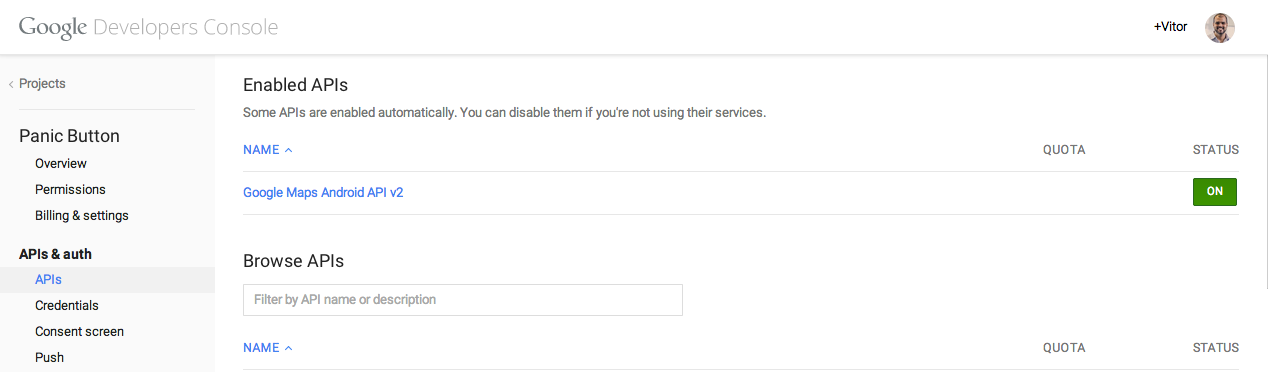 Google Developers Console
+Vitor
Projects
Panic Button
Overview
Permissions
Billing & settings
APIs & auth
APIs
Credentials
Consent screen
Push
Enabled APIs
Some APIs are enabled automatically. You can disable them if you're not using their services.
NAME QUOTA STATUS
Google Maps Android API v2 ON
Browse APIs
Filter by API name or description
NAME QUOTA STATUS